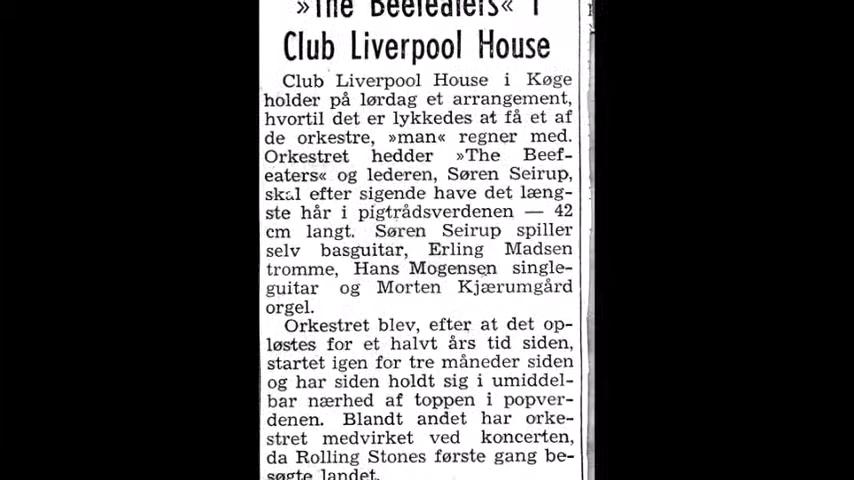 »The Beefeaters« i
Club Liverpool House
Club Liverpool House i Køge
holder på lørdag et arrangement,
hvortil det er lykkedes at få et af
de orkestre, »man« regner med.
Orkestret hedder »The Beef-
eaters« og lederen, Søren Seirup,
skal efter sigende have det læng-
ste hår i pigtrådsverdenen — 42
cm langt. Søren Seirup spiller
selv basguitar, Erling Madsen
tromme, Hans Mogensen single-
guitar og Morten Kjærumgård
orgel.
Orkestret blev, efter at det op-
løstes for et halvt års tid siden,
startet igen for tre måneder siden
og har siden holdt sig i umiddel-
bar nærhed af toppen i popver-
denen. Blandt andet har orke-
stret medvirket ved koncerten,
da Rolling Stones første gang be-
søgte landet.